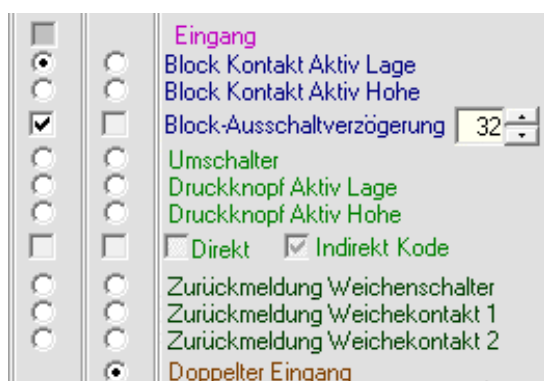 Eingang
Block Kontakt Aktiv Lage
Block Kontakt Aktiv Hohe
Block-Ausschaltverzögerung 32
Umschalter
Druckknopf Aktiv Lage
Druckknopf Aktiv Hohe
Direkt Indirekt Kode
Zurückmeldung Weichenschalter
Zurückmeldung Weichekontakt 1
Zurückmeldung Weichekontakt 2
Doppelter Eingang